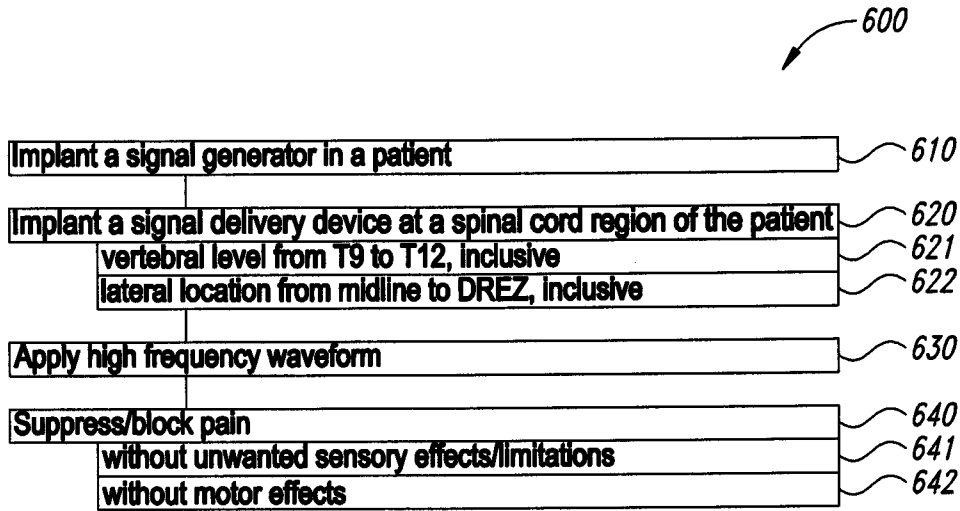 600
Implant a signal generator in a patient 610
Implant a signal delivery device at a spinal cord region of the patient 620
vertebral level from T9 to T12, inclusive 621
lateral location from midline to DREZ, inclusive 622
Apply high frequency waveform 630
Suppress/block pain 640
without unwanted sensory effects/limitations 641
without motor effects 642